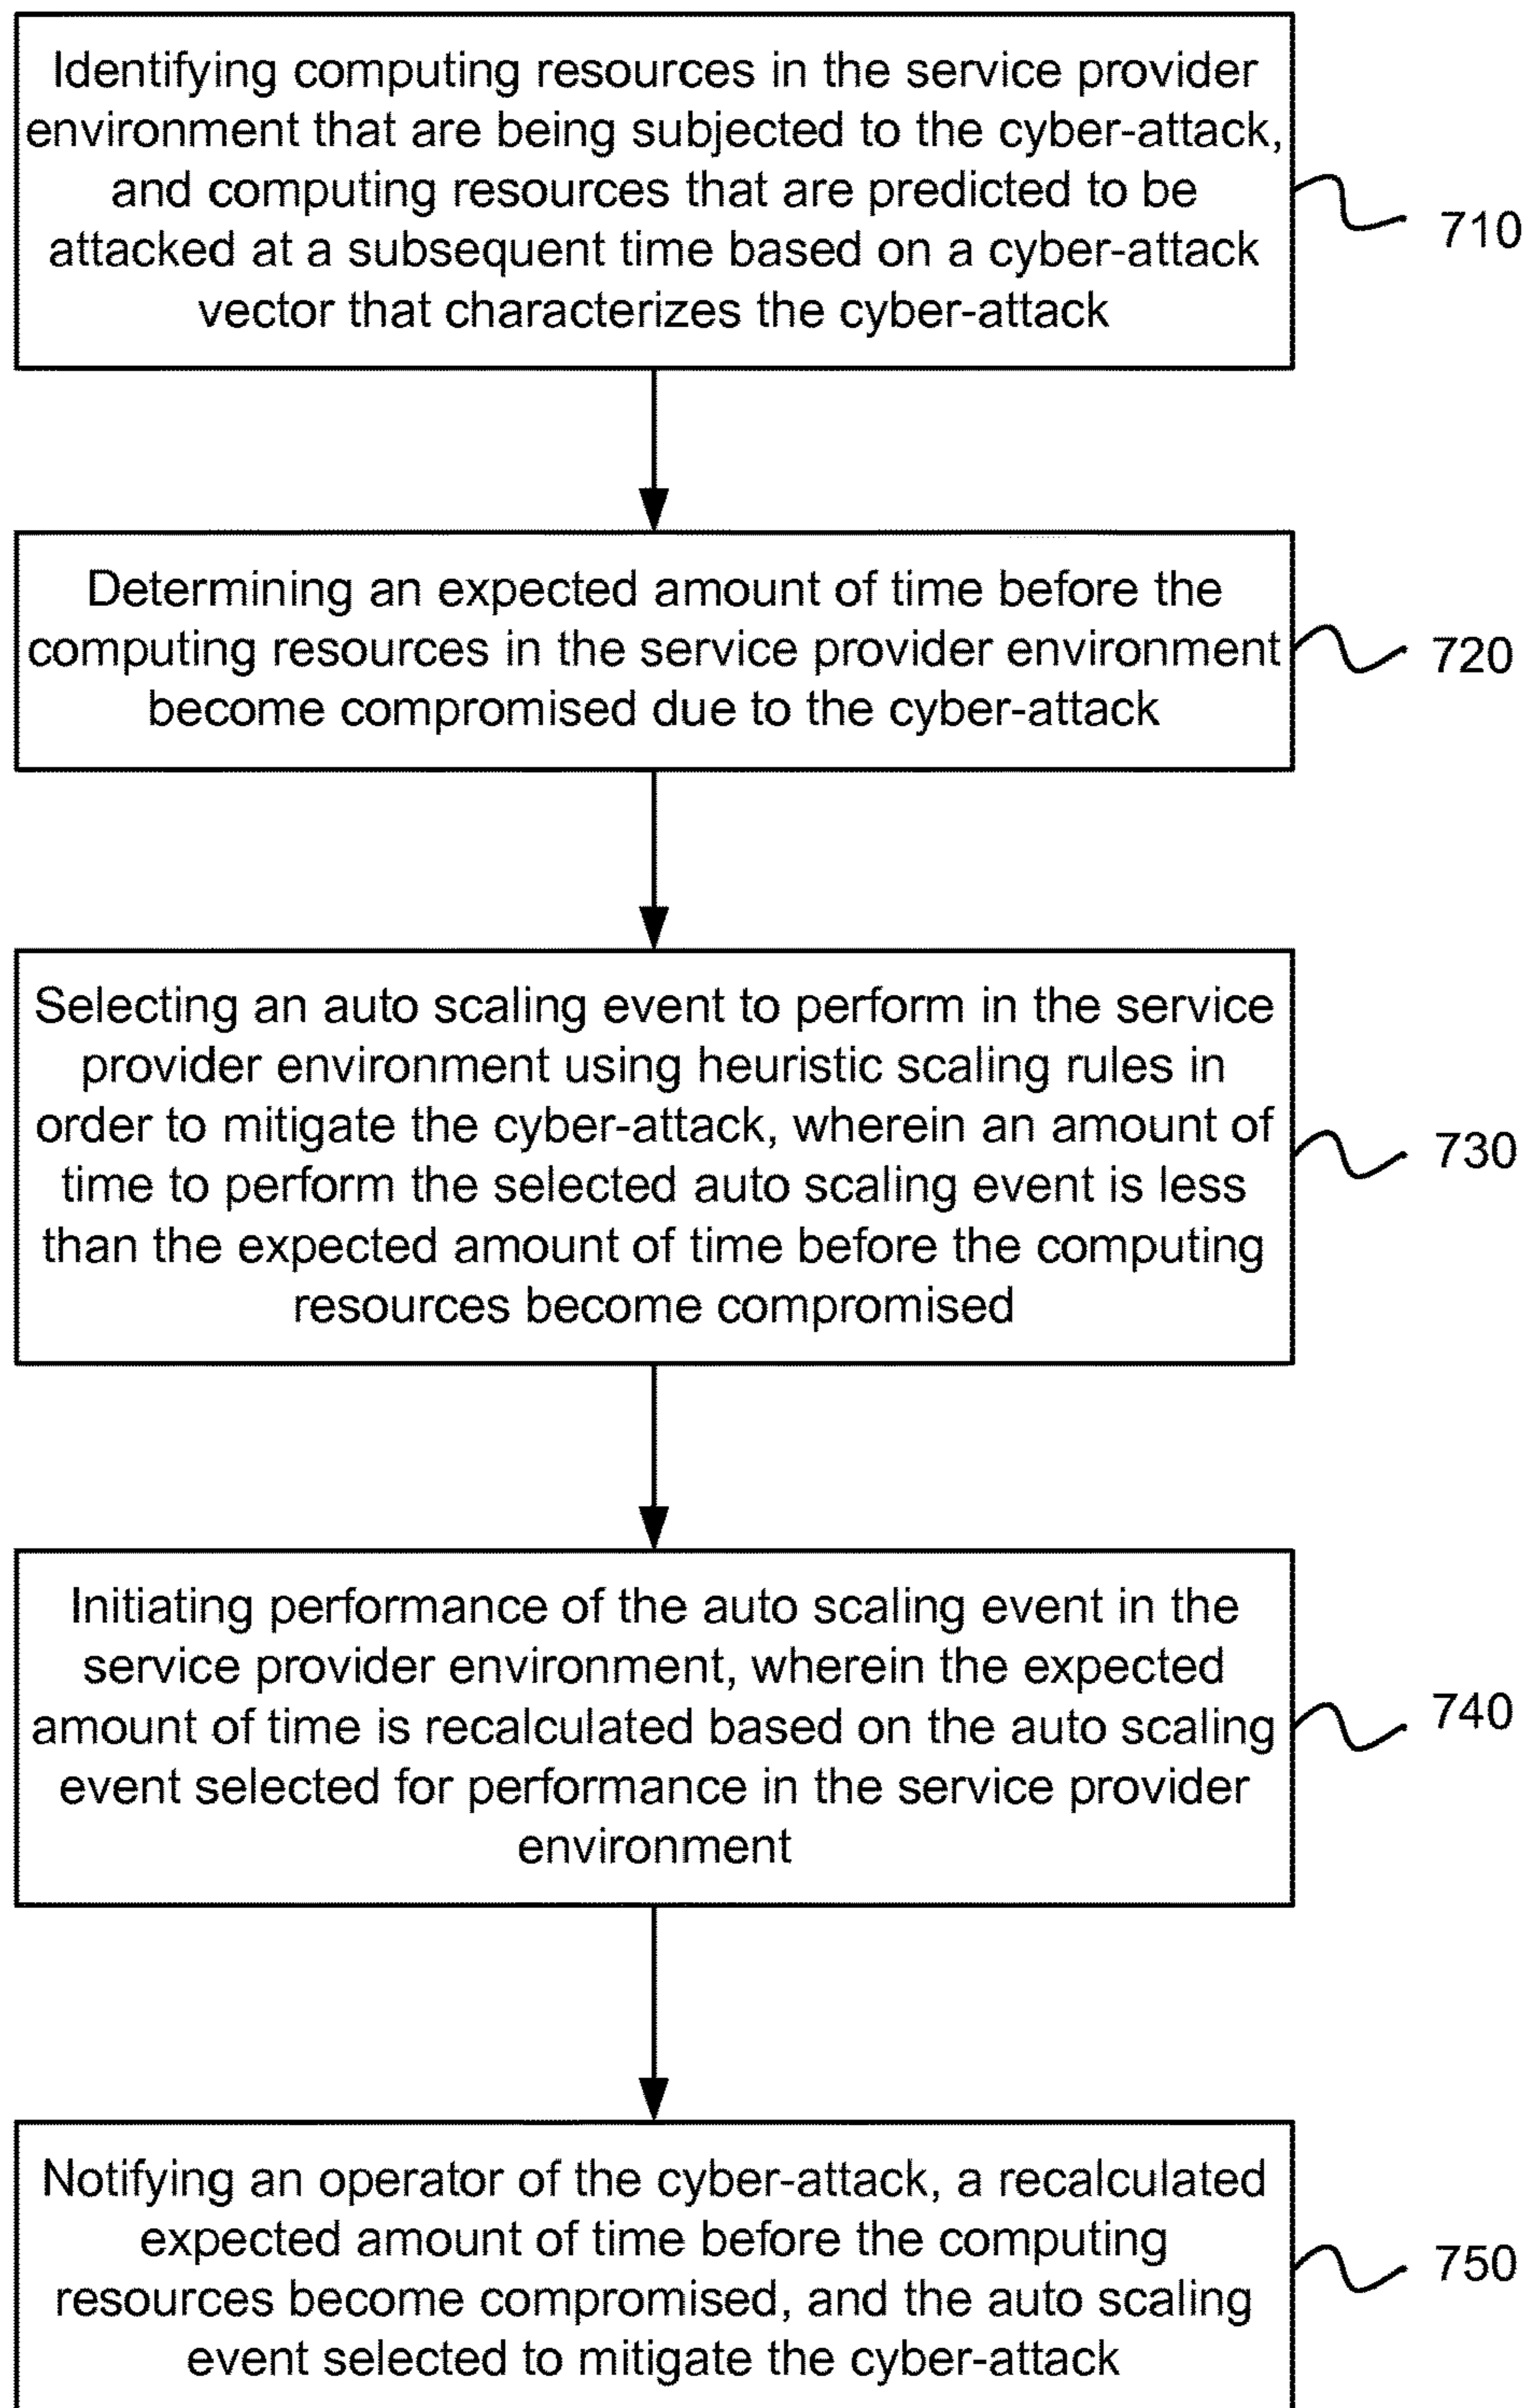 Identifying computing resources in the service provider
environment that are being subjected to the cyber-attack,
and computing resources that are predicted to be
attacked at a subsequent time based on a cyber-attack
vector that characterizes the cyber-attack
710
Determining an expected amount of time before the
computing resources in the service provider environment
become compromised due to the cyber-attack
720
Selecting an auto scaling event to perform in the service
provider environment using heuristic scaling rules in
order to mitigate the cyber-attack, wherein an amount of
time to perform the selected auto scaling event is less
than the expected amount of time before the computing
resources become compromised
730
Initiating performance of the auto scaling event in the
service provider environment, wherein the expected
amount of time is recalculated based on the auto scaling
event selected for performance in the service provider
environment
740
Notifying an operator of the cyber-attack, a recalculated
expected amount of time before the computing
resources become compromised, and the auto scaling
event selected to mitigate the cyber-attack
750